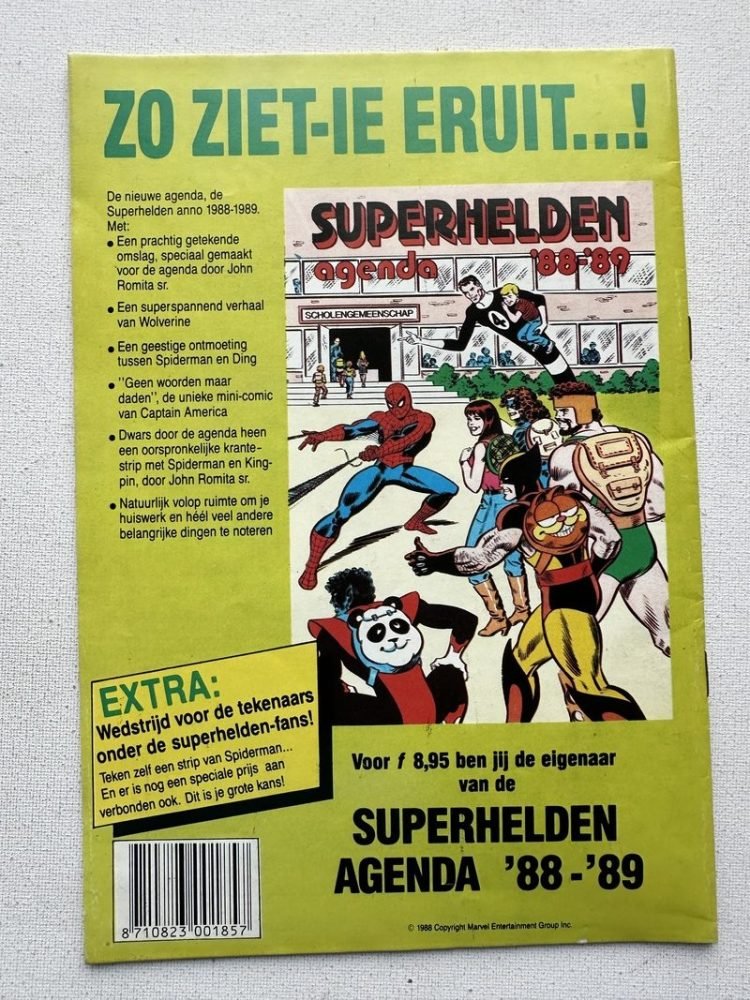 ZO ZIET-IE ERUIT...!
De nieuwe agenda, de
Superhelden anno 1988-1989.
Met:
• Een prachtig getekende
omslag, speciaal gemaakt
voor de agenda door John
Romita sr.
• Een superspannend verhaal
van Wolverine
• Een geestige ontmoeting
tussen Spiderman en Ding
• "Geen woorden maar
daden", de unieke mini-comic
van Captain America
• Dwars door de agenda heen
een oorspronkelijke krante-
strip met Spiderman en King-
pin, door John Romita sr.
• Natuurlijk volop ruimte om je
huiswerk en héél veel andere
belangrijke dingen te noteren
SUPERHELDEN
agenda '88-'89
SCHOLENGEMEENSCHAP
4
EXTRA:
Wedstrijd voor de tekenaars
onder de superhelden-fans!
Teken zelf een strip van Spiderman...
En er is nog een speciale prijs aan
verbonden ook. Dit is je grote kans!
Voor f 8,95 ben jij de eigenaar
van de
SUPERHELDEN
AGENDA '88-'89
8 710823 001857
© 1988 Copyright Marvel Entertainment Group Inc.